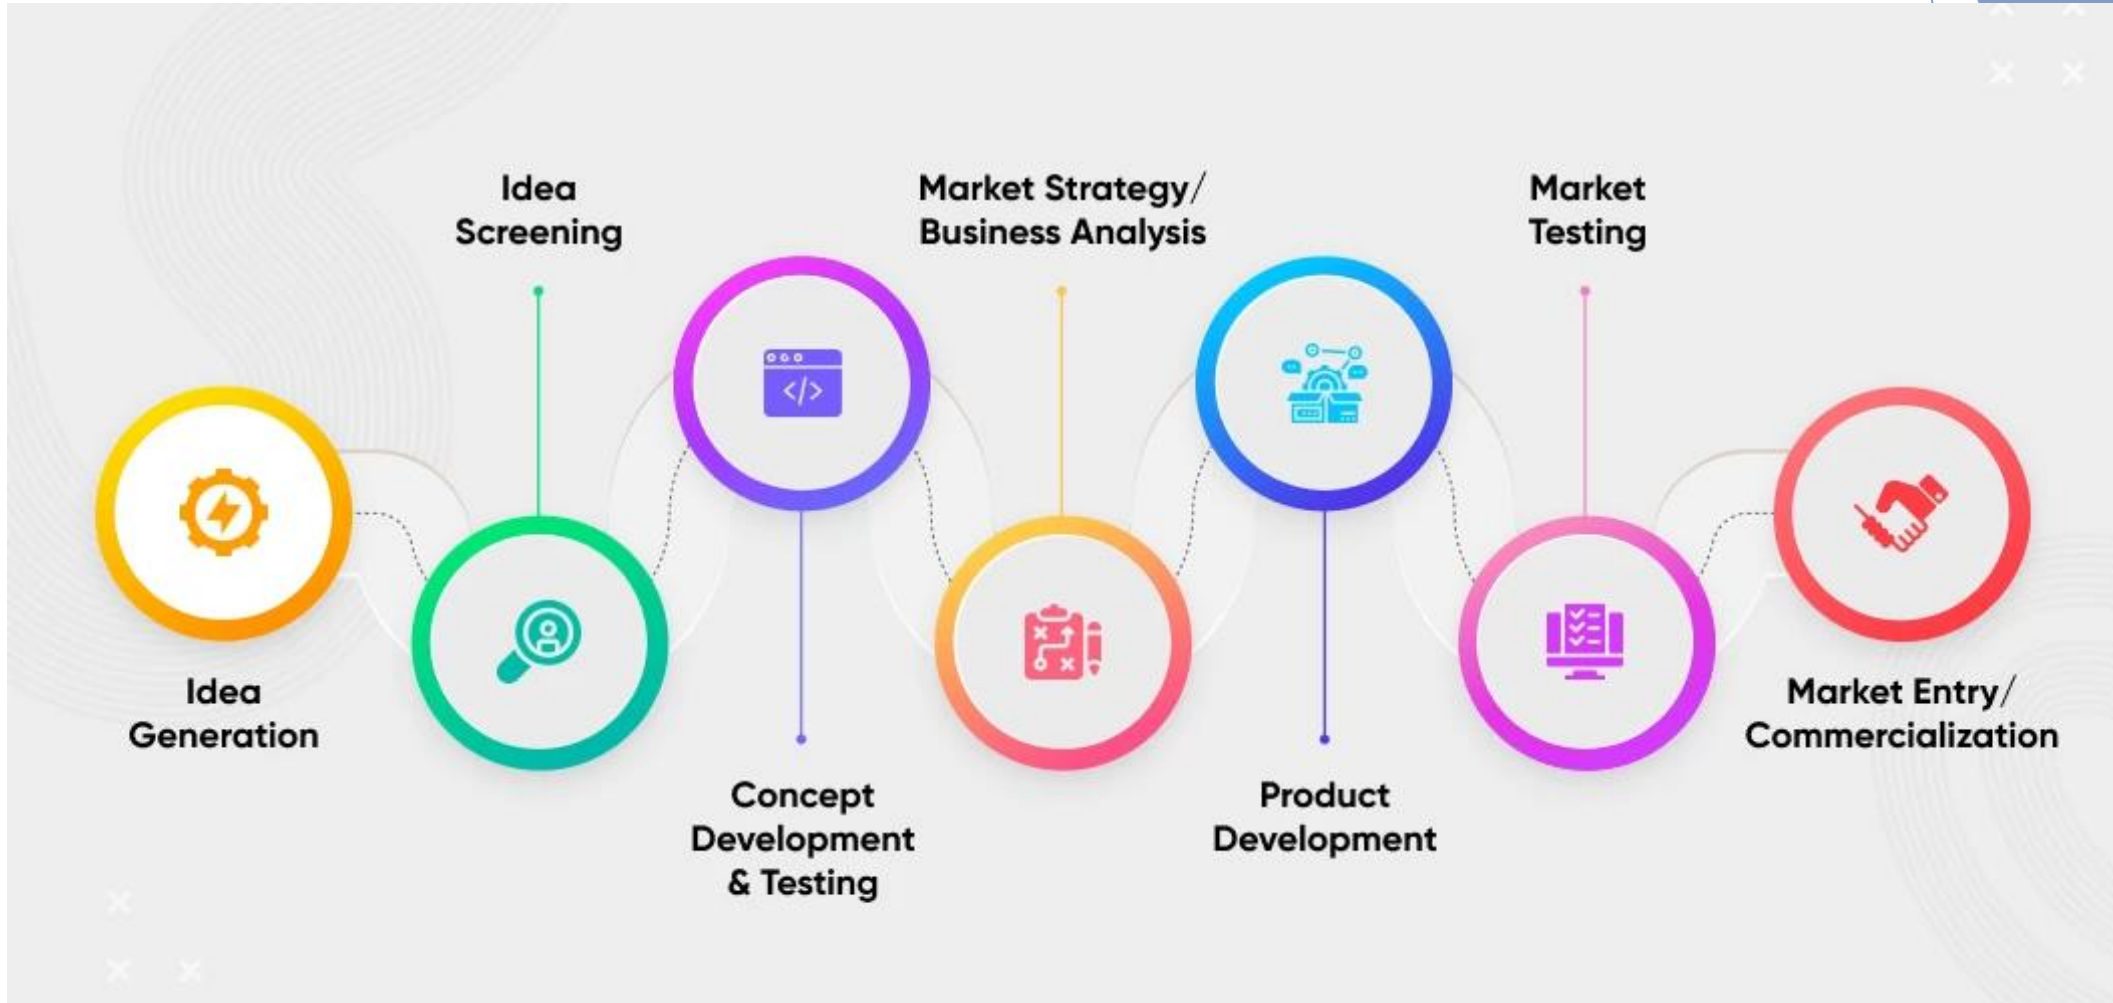 Idea
Generation
Idea
Screening
Concept
Development
& Testing
Market Strategy/
Business Analysis
Product
Development
Market
Testing
Market Entry/
Commercialization